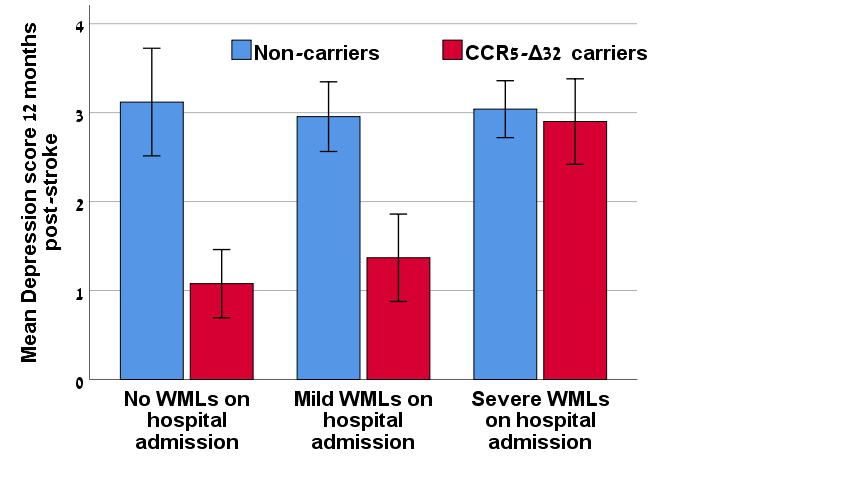 Mean Depression score 12 months
post-stroke
4
3
2
1
0
Non-carriers
CCR5-Δ32 carriers
No WMLs on
hospital
admission
Mild WMLs on
hospital
admission
Severe WMLs
on hospital
admission